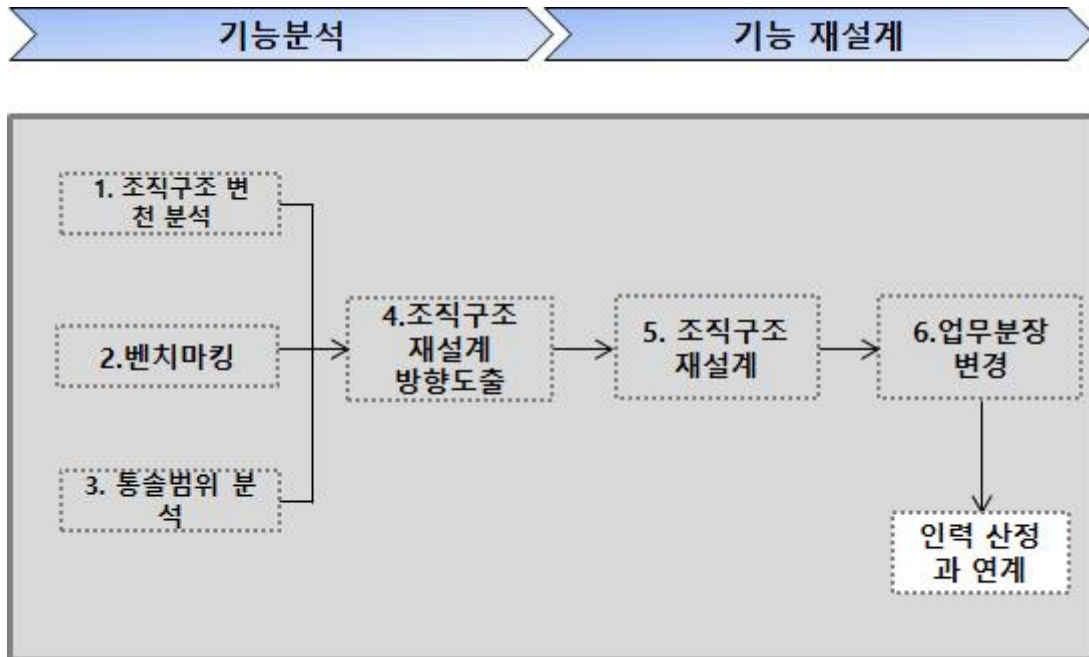 기능분석
기능 재설계
1. 조직구조 변
천 분석
2.벤치마킹
3. 통솔범위 분
석
4.조직구조
재설계
방향도출
5. 조직구조
재설계
6.업무분장
변경
인력 산정
과 연계